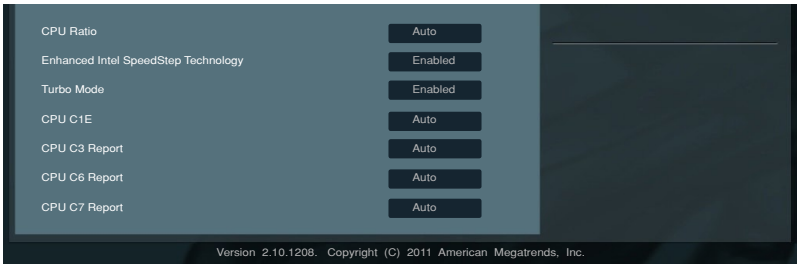 CPU Ratio Auto
Enhanced Intel SpeedStep Technology Enabled
Turbo Mode Enabled
CPU C1E Auto
CPU C3 Report Auto
CPU C6 Report Auto
CPU C7 Report Auto
Version 2.10.1208. Copyright (C) 2011 American Megatrends, Inc.